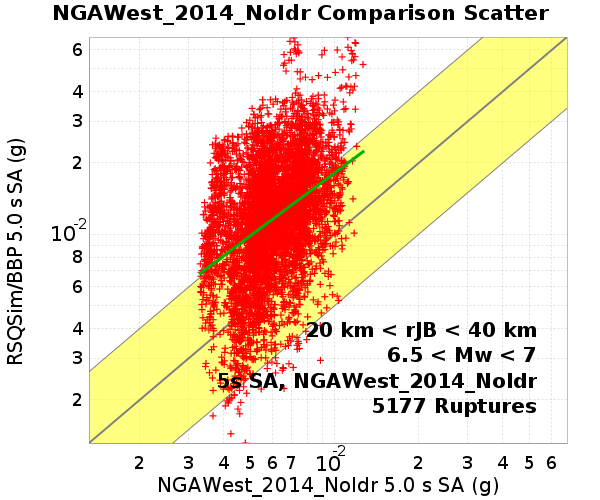 NGAWest_2014_NoIdr Comparison Scatter
6
4
3
2
10-2
8
6
4
3
2
RSQSim/BBP 5.0 s SA (g)
20 km < rJB < 40 km
6.5 < Mw < 7
5s SA, NGAWest_2014_NoIdr
5177 Ruptures
2 3 4 5 6 7 10-2 2 3 4 5 6
NGAWest_2014_NoIdr 5.0 s SA (g)